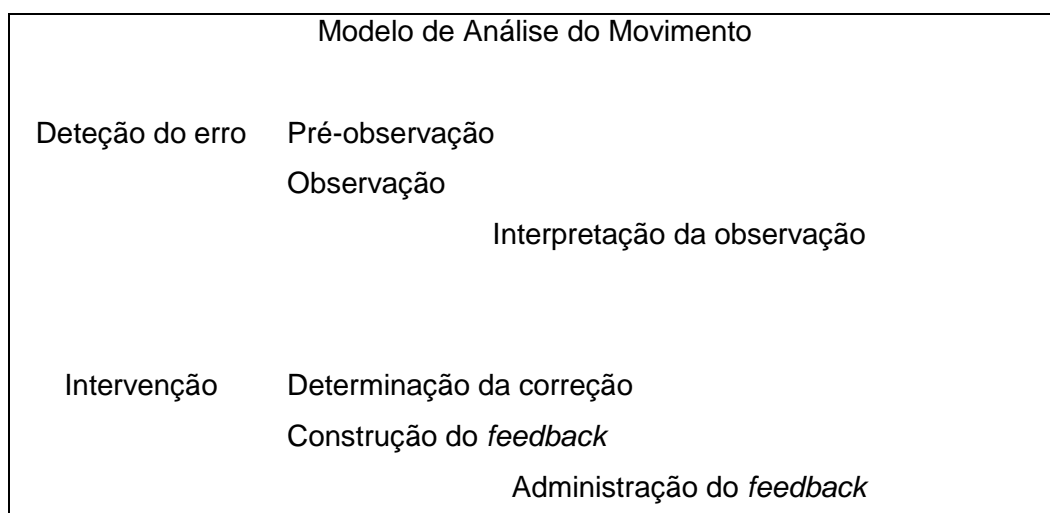 Modelo de Análise do Movimento
Deteção do erro Pré-observação
Observação
Interpretação da observação
Intervenção Determinação da correção
Construção do feedback
Administração do feedback